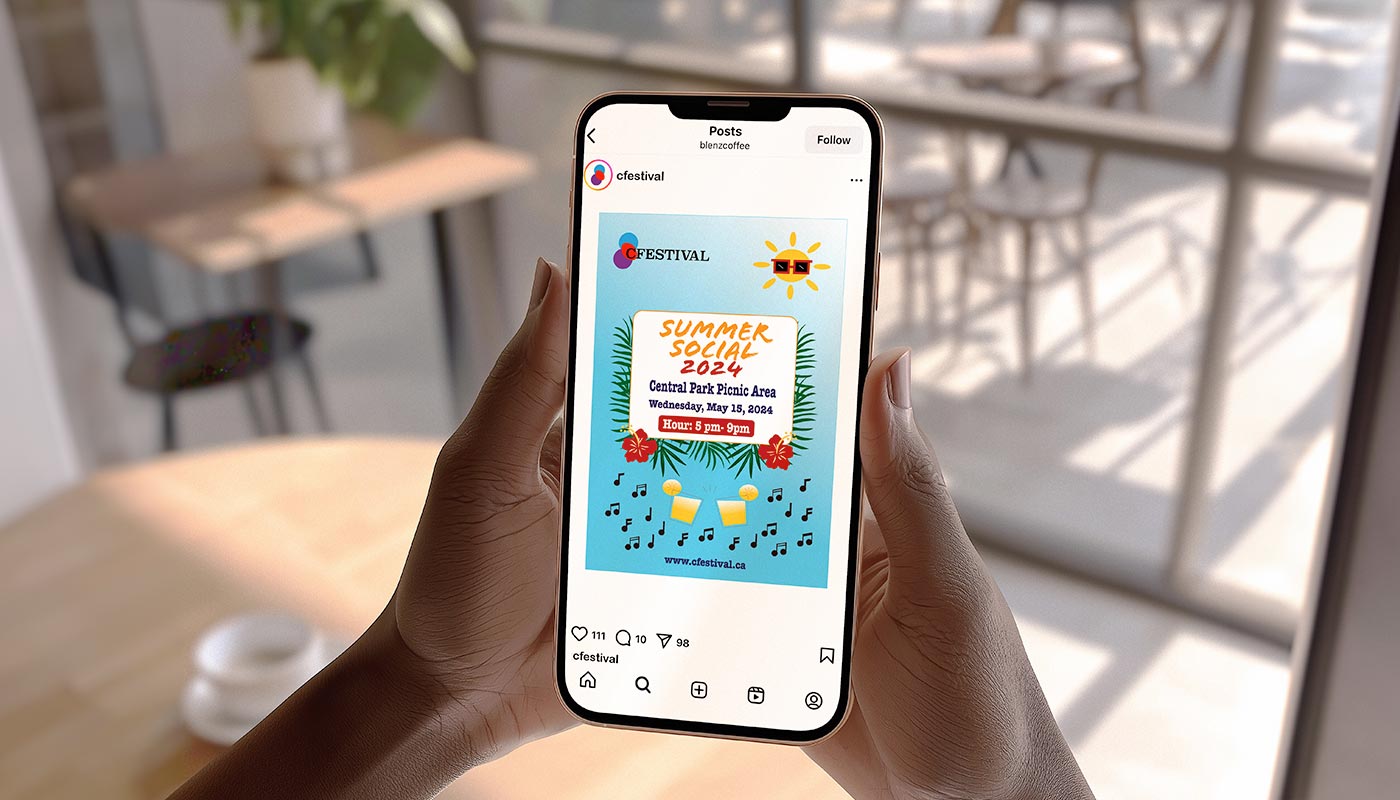 Posts
blenzcoffee
Follow
cfestival
CFESTIVAL
SUMMER
SOCIAL
2024
Central Park Picnic Area
Wednesday, May 15, 2024
Hour: 5 pm- 9pm
www.cfestival.ca
111
10
98
cfestival